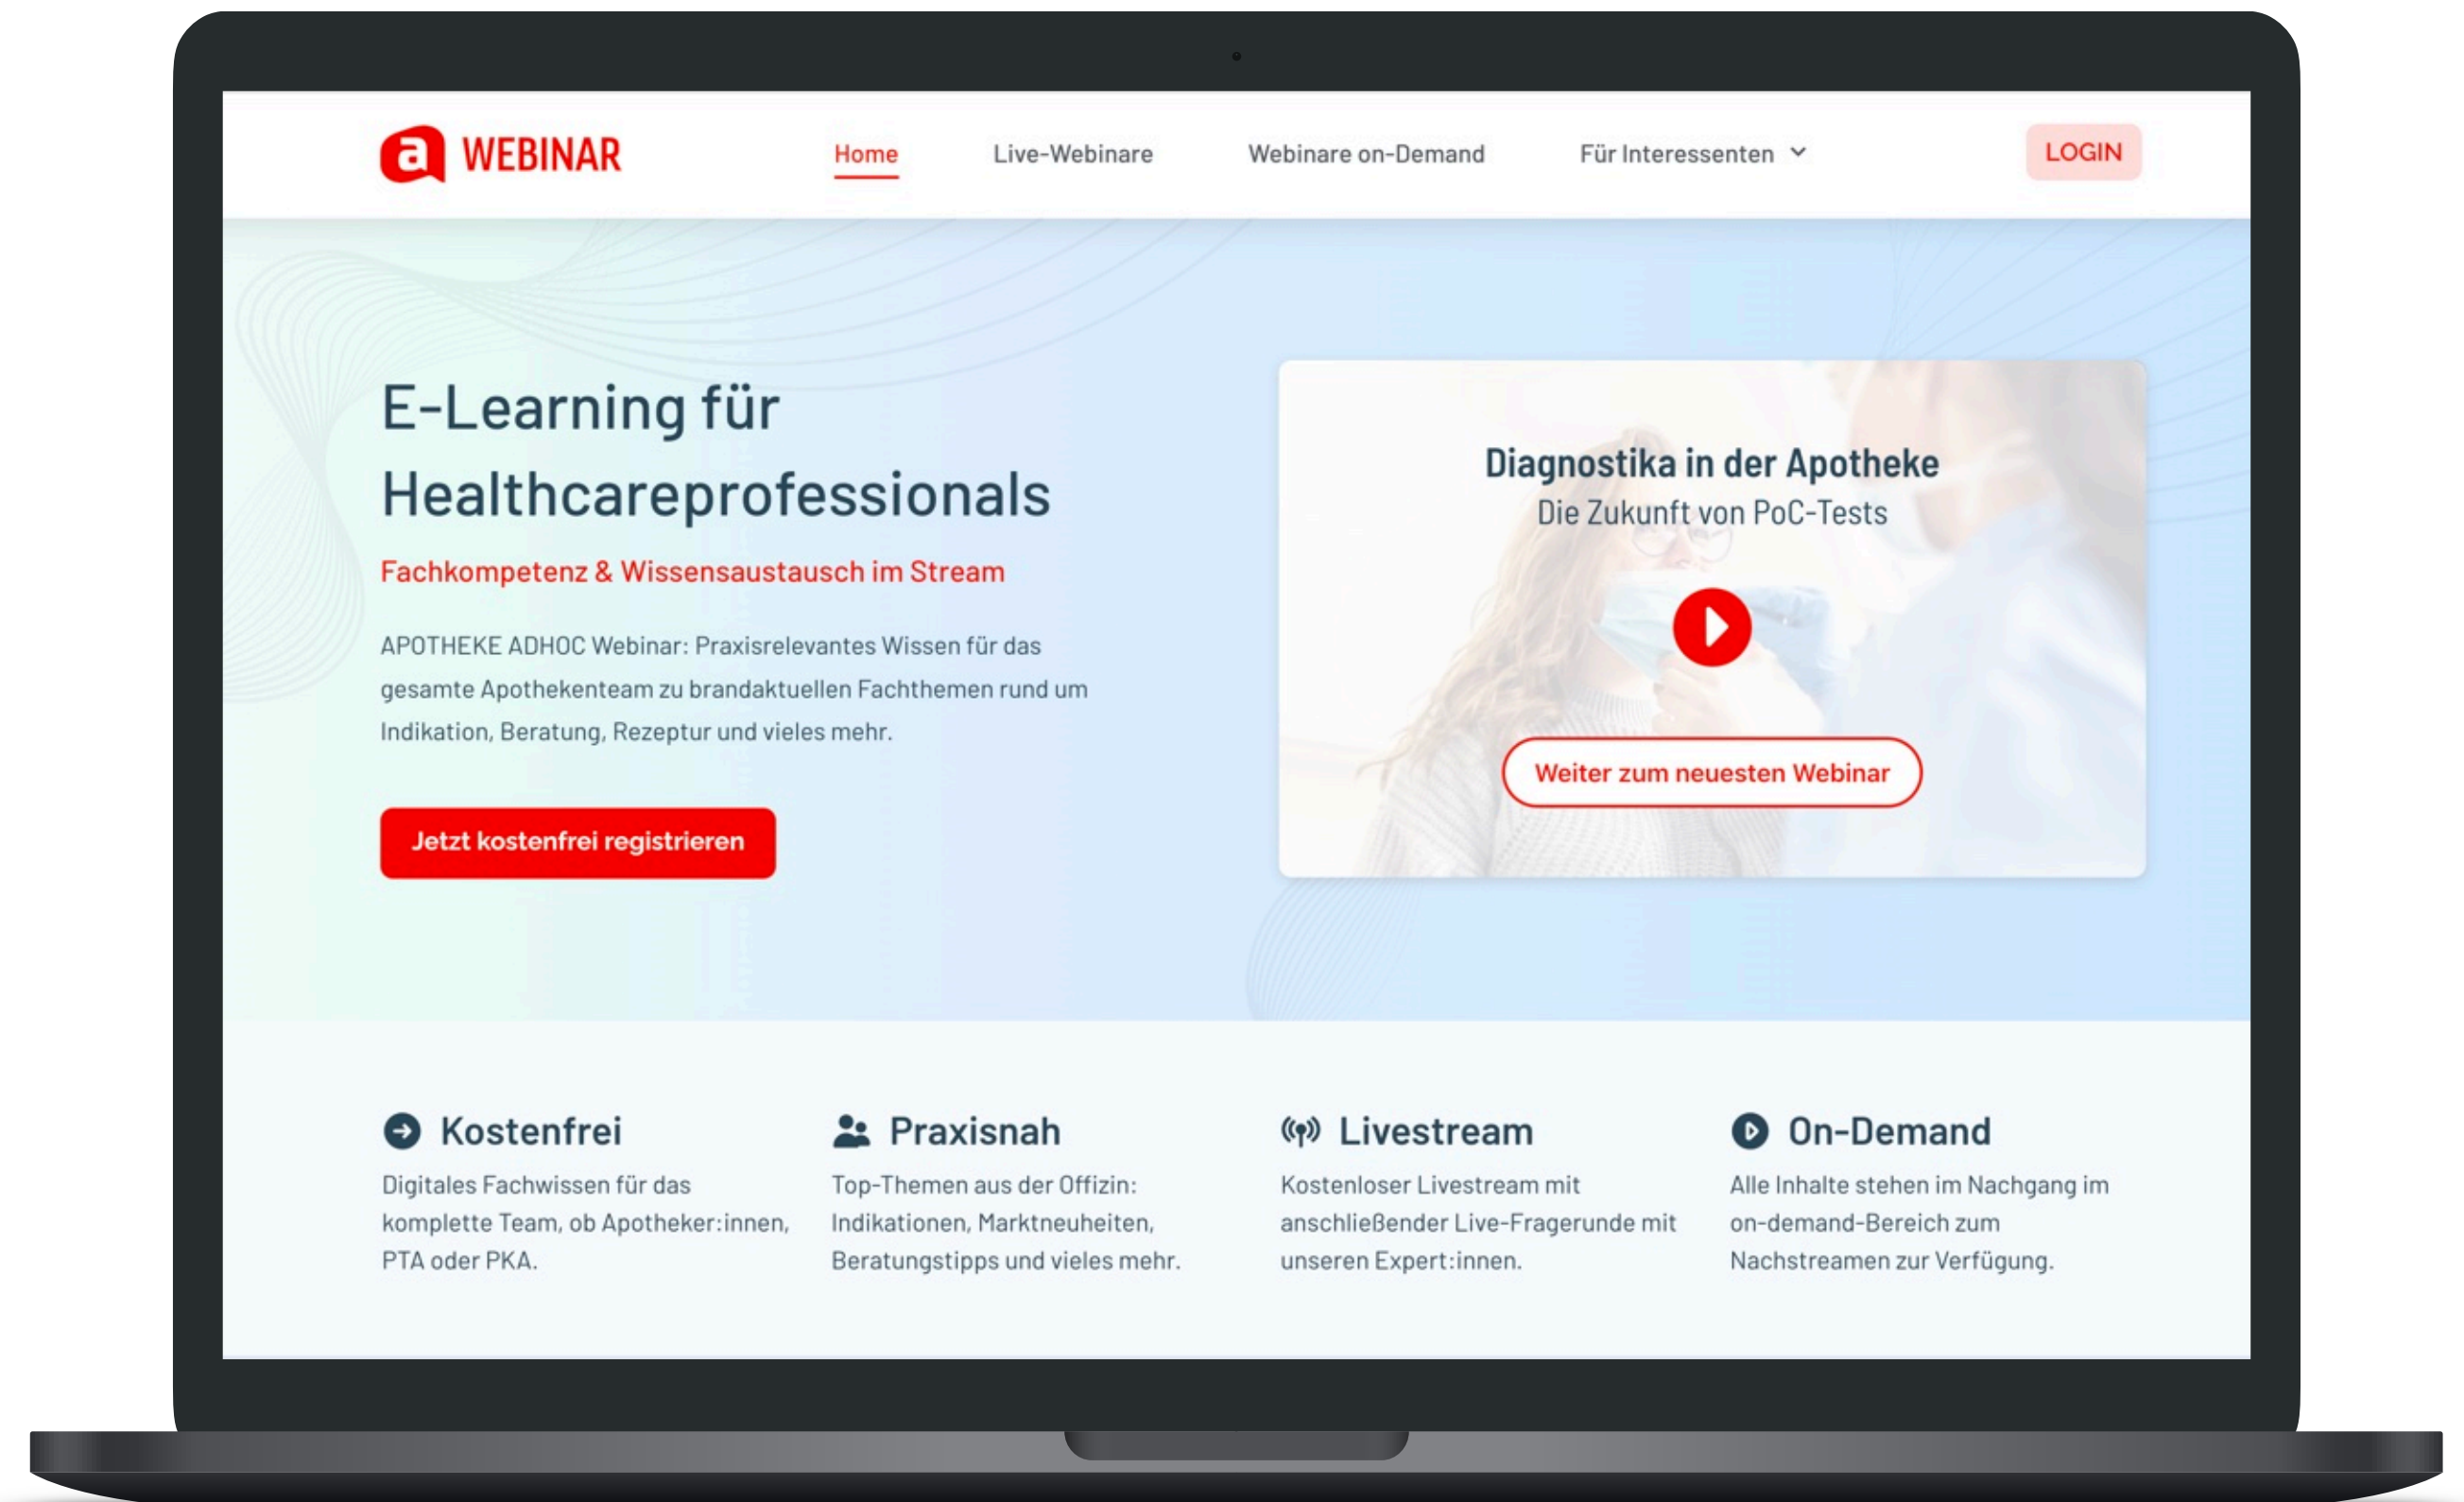 a WEBINAR
Home
Live-Webinare
Webinare on-Demand
Für Interessenten
LOGIN
E-Learning für
Healthcareprofessionals
Fachkompetenz & Wissensaustausch im Stream
APOTHEKE ADHOC Webinar: Praxisrelevantes Wissen für das
gesamte Apothekenteam zu brandaktuellen Fachthemen rund um
Indikation, Beratung, Rezeptur und vieles mehr.
Jetzt kostenfrei registrieren
Diagnostika in der Apotheke
Die Zukunft von PoC-Tests
Weiter zum neuesten Webinar
Kostenfrei
Digitales Fachwissen für das
komplette Team, ob Apotheker:innen,
PTA oder PKA.
Praxisnah
Top-Themen aus der Offizin:
Indikationen, Marktneuheiten,
Beratungstipps und vieles mehr.
Livestream
Kostenloser Livestream mit
anschließender Live-Fragerunde mit
unseren Expert:innen.
On-Demand
Alle Inhalte stehen im Nachgang im
on-demand-Bereich zum
Nachstreamen zur Verfügung.